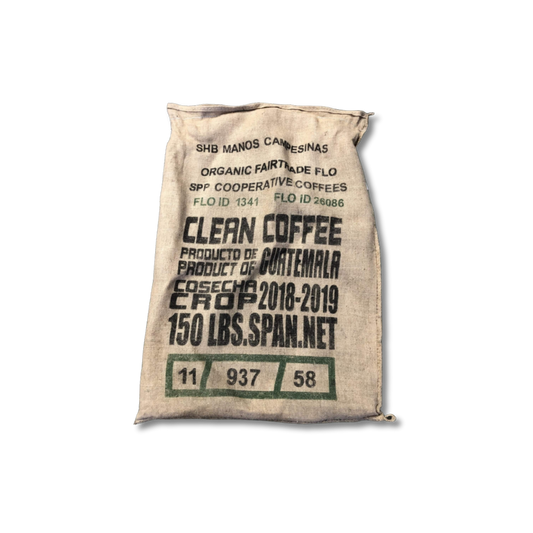 SHB MANOS CAMPESINAS
ORGANIC FAIRTRADE FLO
SPP COOPERATIVE COFFEES
FLO ID 1341 FLO ID 26086
CLEAN COFFEE
PRODUCTO DE
PRODUCT OF GUATEMALA
COSECHA
CROP 2018-2019
150 LBS.SPAN.NET
11 / 937 / 58